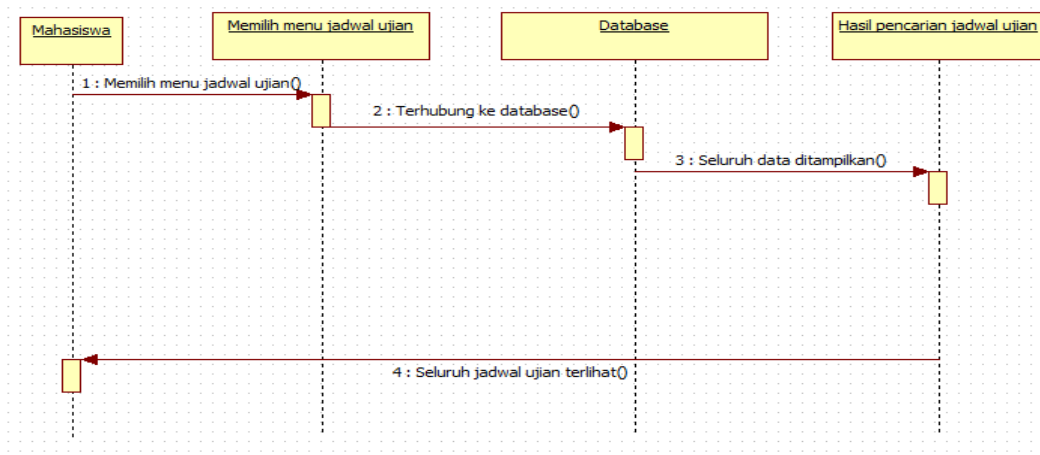 Mahasiswa
Memilih menu jadwal ujian
Database
Hasil pencarian jadwal ujian
1 : Memilih menu jadwal ujian()
2 : Terhubung ke database()
3 : Seluruh data ditampilkan()
4 : Seluruh jadwal ujian terlihat()